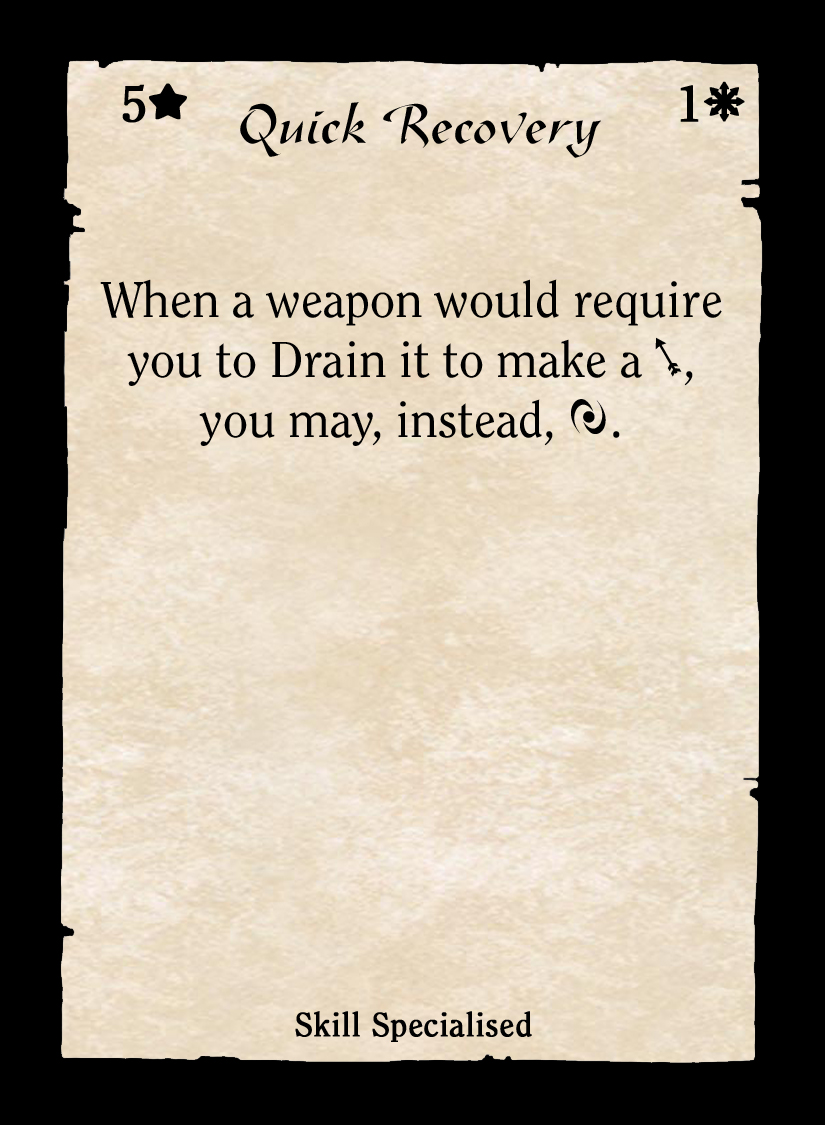 5★ Quick Recovery 1
When a weapon would require
you to Drain it to make a ,
you may, instead, .
Skill Specialised